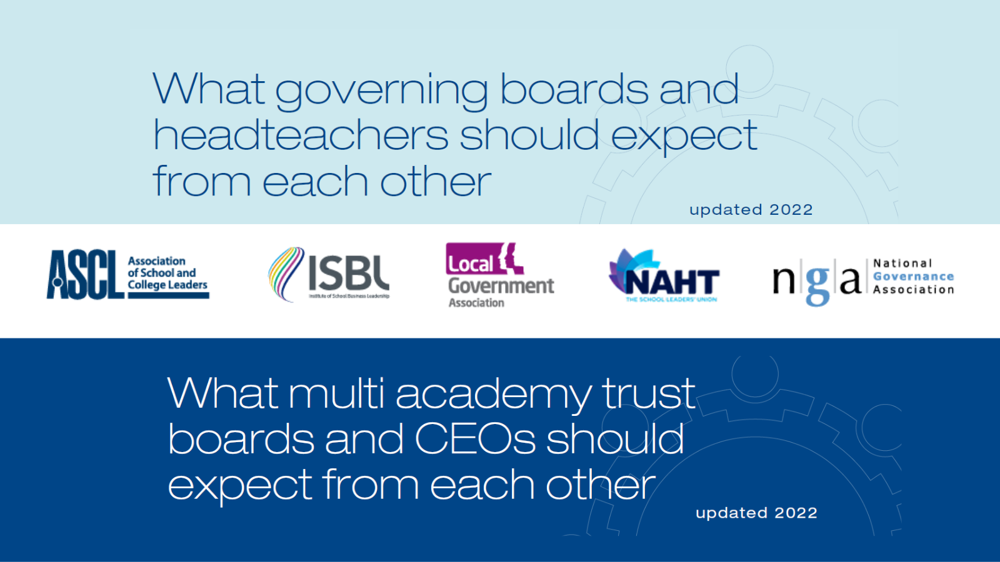 What governing boards and
headteachers should expect
from each other
updated 2022
ASCL
Association
of School and
College Leaders
ISBL
Institute of School Business Leadership
Local
Government
Association
NAHT
THE SCHOOL LEADERS' UNION
n|g|a
National
Governance
Association
What multi academy trust
boards and CEOs should
expect from each other
updated 2022